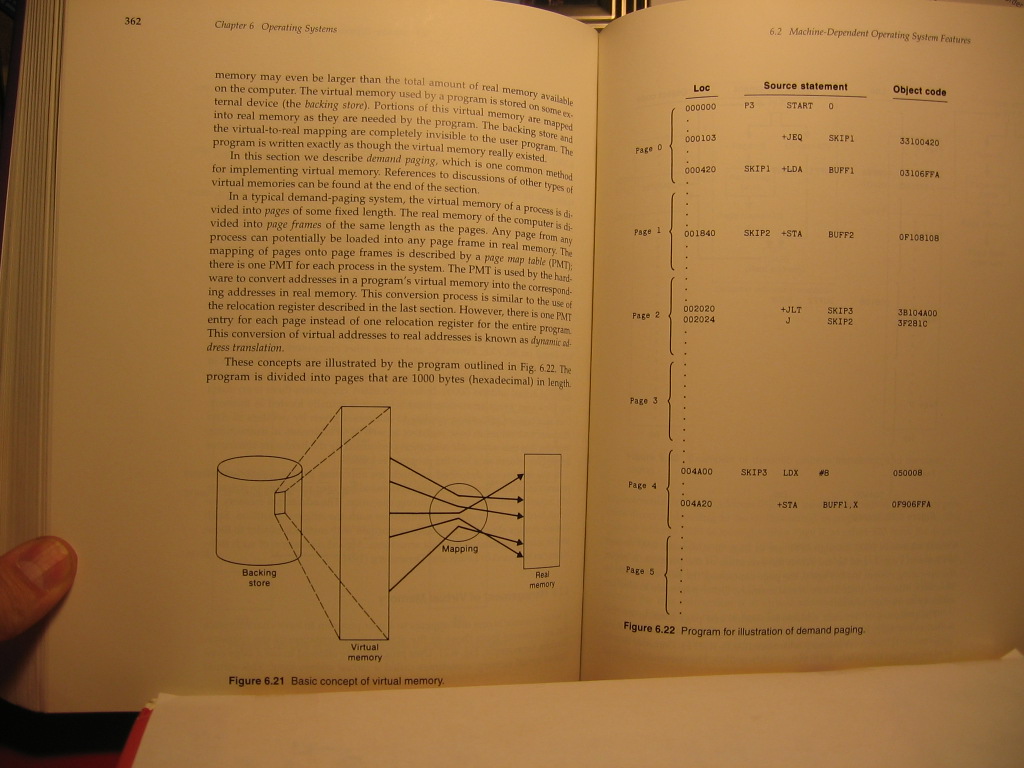 362
Chapter 6 Operating Systems
memory may even be larger than the total amount of real memory available
on the computer. The virtual memory used by a program is stored on some ex-
ternal device (the backing store). Portions of this virtual memory are mapped
into real memory as they are needed by the program. The backing store and
the virtual-to-real mapping are completely invisible to the user program. The
program is written exactly as though the virtual memory really existed.
In this section we describe demand paging, which is one common method
for implementing virtual memory. References to discussions of other types of
virtual memories can be found at the end of the section.
In a typical demand-paging system, the virtual memory of a process is di-
vided into pages of some fixed length. The real memory of the computer is di-
vided into page frames of the same length as the pages. Any page from any
process can potentially be loaded into any page frame in real memory. The
mapping of pages onto page frames is described by a page map table (PMT);
there is one PMT for each process in the system. The PMT is used by the hard-
ware to convert addresses in a program's virtual memory into the correspond-
ing addresses in real memory. This conversion process is similar to the use of
the relocation register described in the last section. However, there is one PMT
entry for each page instead of one relocation register for the entire program.
This conversion of virtual addresses to real addresses is known as dynamic ad-
dress translation.
These concepts are illustrated by the program outlined in Fig. 6.22. The
program is divided into pages that are 1000 bytes (hexadecimal) in length.
Backing
store
Virtual
memory
Mapping
Real
memory
Figure 6.21 Basic concept of virtual memory.
6.2 Machine-Dependent Operating System Features
Loc Source statement Object code
000000 P3 START 0
000103 +JEQ SKIP1 33100420
Page 0
000420 SKIP1 +LDA BUFF1 03106FFA
Page 1
001840 SKIP2 +STA BUFF2 0F108108
002020 +JLT SKIP3 3B104A00
Page 2
002024 J SKIP2 3F2B1C
Page 3
004A00 SKIP3 LDX #8 050008
Page 4
004A20 +STA BUFF1,X 0F906FFA
Page 5
Figure 6.22 Program for illustration of demand paging.